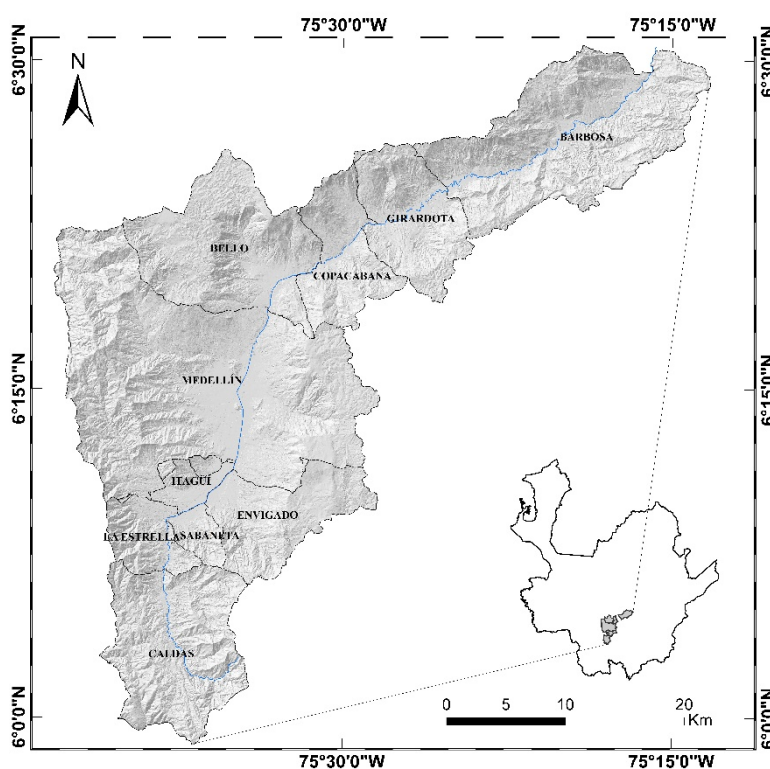 75°30'0"W 75°15'0"W
6°30'0"N 6°30'0"N
N
BARBOSA
GIRARDOTA
BELLO
COPACABANA
MEDELLÍN
6°15'0"N 6°15'0"N
ITAGÜÍ
ENVIGADO
LA ESTRELLA SABANETA
CALDAS
0 5 10 20
Km
6°0'0"N 6°0'0"N
75°30'0"W 75°15'0"W